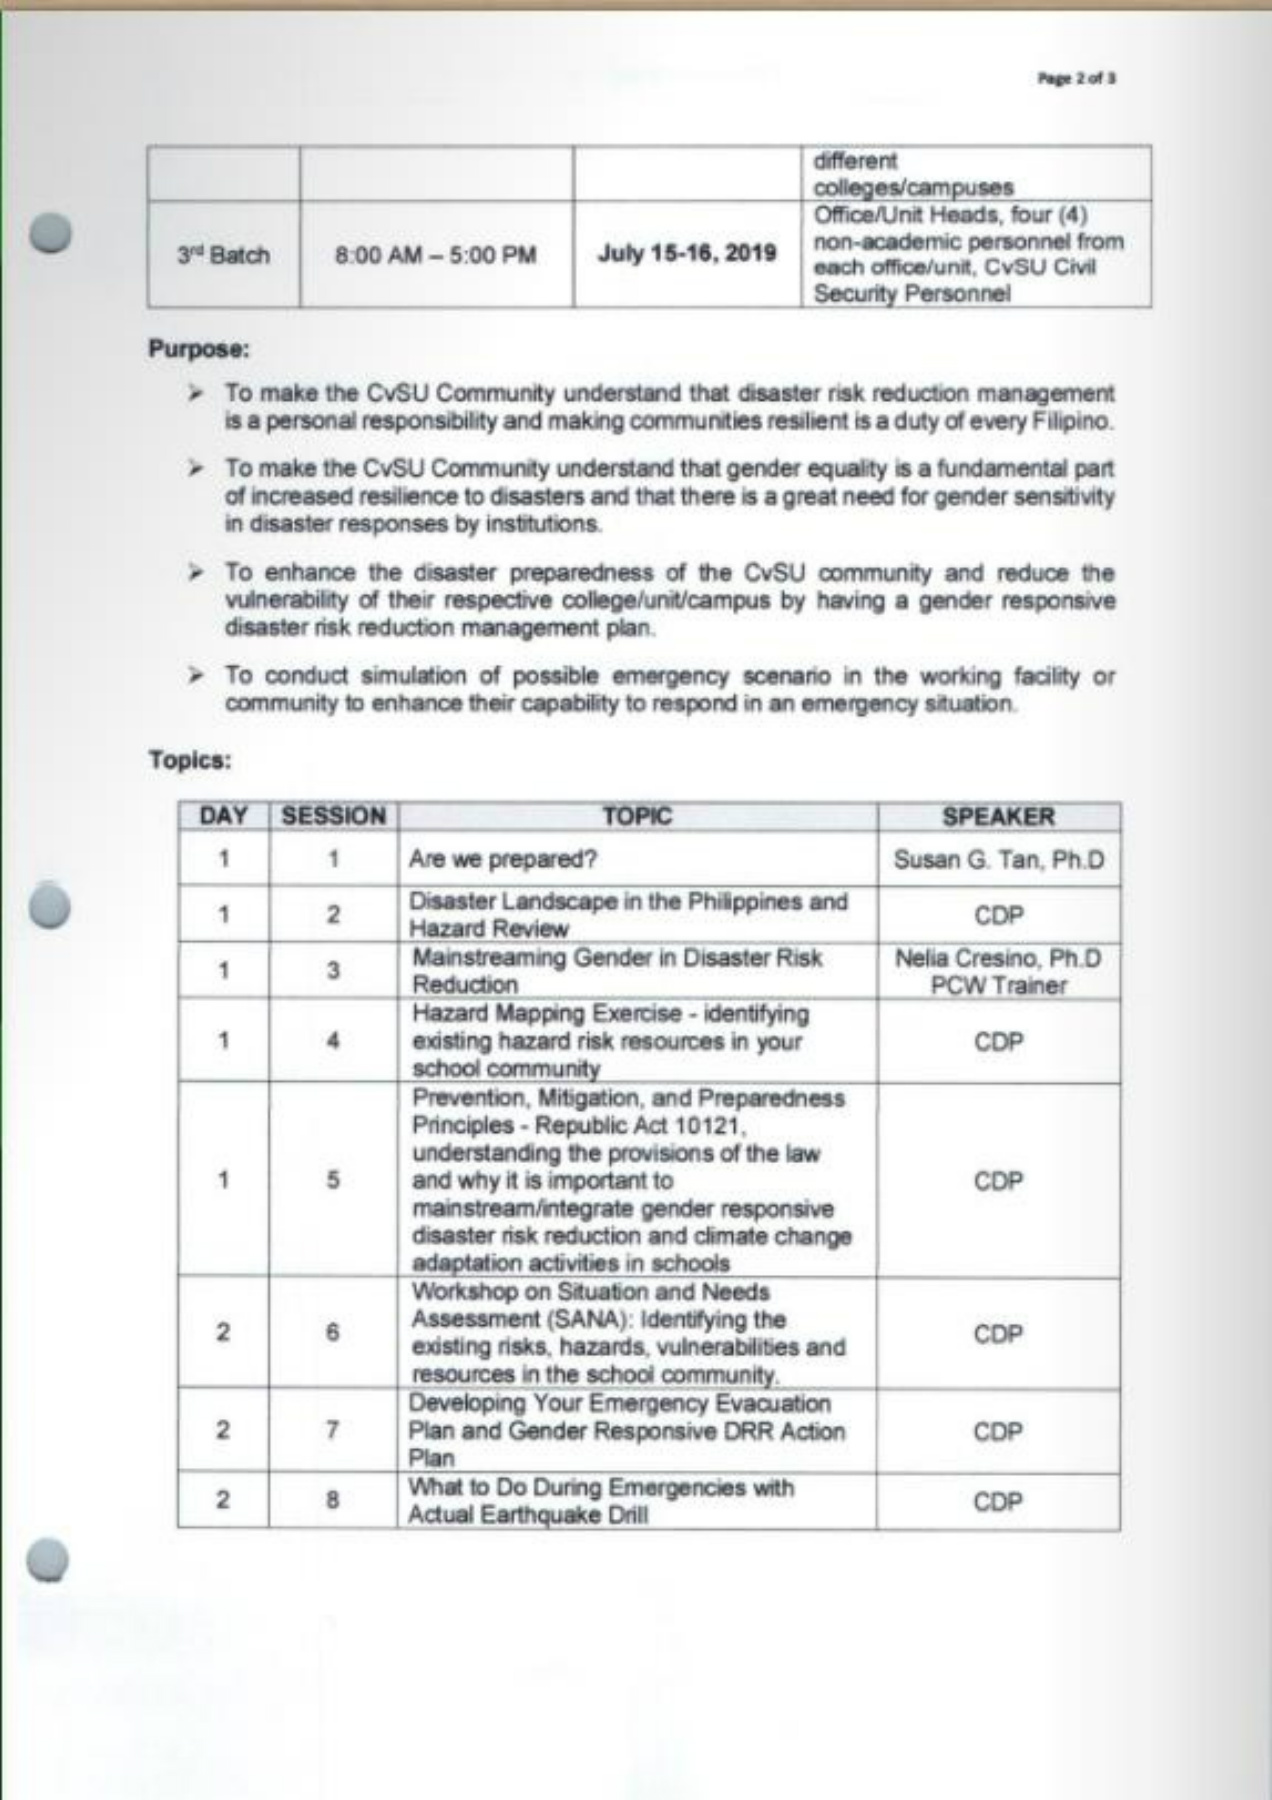 Page 2 of 3
different
colleges/campuses
3rd Batch
8:00 AM – 5:00 PM
July 15-16, 2019
Office/Unit Heads, four (4)
non-academic personnel from
each office/unit, CvSU Civil
Security Personnel
Purpose:
➢ To make the CvSU Community understand that disaster risk reduction management
is a personal responsibility and making communities resilient is a duty of every Filipino.
➢ To make the CvSU Community understand that gender equality is a fundamental part
of increased resilience to disasters and that there is a great need for gender sensitivity
in disaster responses by institutions.
➢ To enhance the disaster preparedness of the CvSU community and reduce the
vulnerability of their respective college/unit/campus by having a gender responsive
disaster risk reduction management plan.
➢ To conduct simulation of possible emergency scenario in the working facility or
community to enhance their capability to respond in an emergency situation.
Topics:
DAY SESSION TOPIC SPEAKER
1 1 Are we prepared? Susan G. Tan, Ph.D
1 2 Disaster Landscape in the Philippines and
Hazard Review
CDP
1 3 Mainstreaming Gender in Disaster Risk
Reduction
Nelia Cresino, Ph.D
PCW Trainer
1 4 Hazard Mapping Exercise - identifying
existing hazard risk resources in your
school community
CDP
1 5 Prevention, Mitigation, and Preparedness
Principles - Republic Act 10121,
understanding the provisions of the law
and why it is important to
mainstream/integrate gender responsive
disaster risk reduction and climate change
adaptation activities in schools
CDP
2 6 Workshop on Situation and Needs
Assessment (SANA): Identifying the
existing risks, hazards, vulnerabilities and
resources in the school community.
CDP
2 7 Developing Your Emergency Evacuation
Plan and Gender Responsive DRR Action
Plan
CDP
2 8 What to Do During Emergencies with
Actual Earthquake Drill
CDP